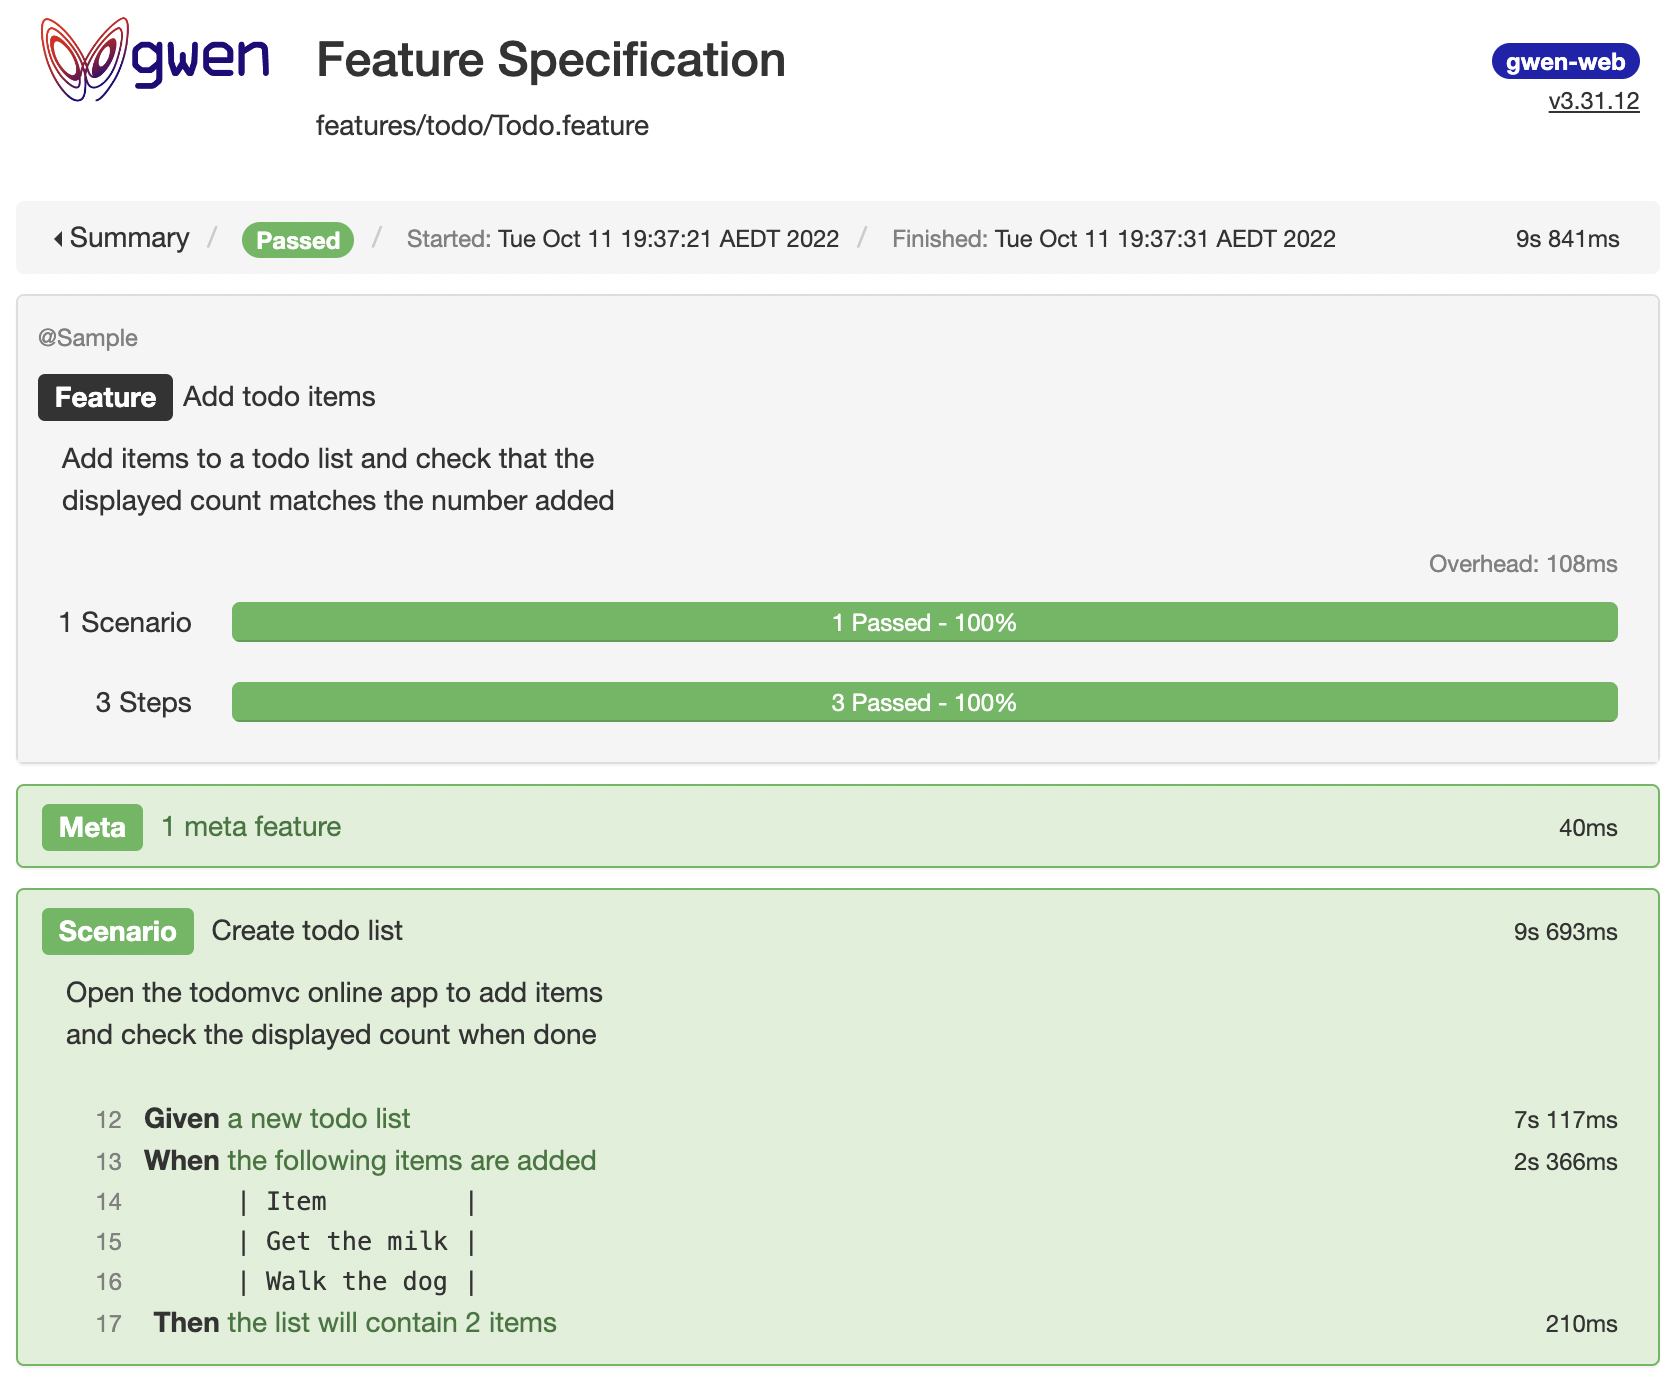 gwen
Feature Specification
gwen-web
v3.31.12
features/todo/Todo.feature
Summary / Passed / Started: Tue Oct 11 19:37:21 AEDT 2022 / Finished: Tue Oct 11 19:37:31 AEDT 2022 9s 841ms
@Sample
Feature Add todo items
Add items to a todo list and check that the
displayed count matches the number added
Overhead: 108ms
1 Scenario 1 Passed - 100%
3 Steps 3 Passed - 100%
Meta 1 meta feature 40ms
Scenario Create todo list 9s 693ms
Open the todomvc online app to add items
and check the displayed count when done
12 Given a new todo list 7s 117ms
13 When the following items are added 2s 366ms
14 | Item |
15 | Get the milk |
16 | Walk the dog |
17 Then the list will contain 2 items 210ms